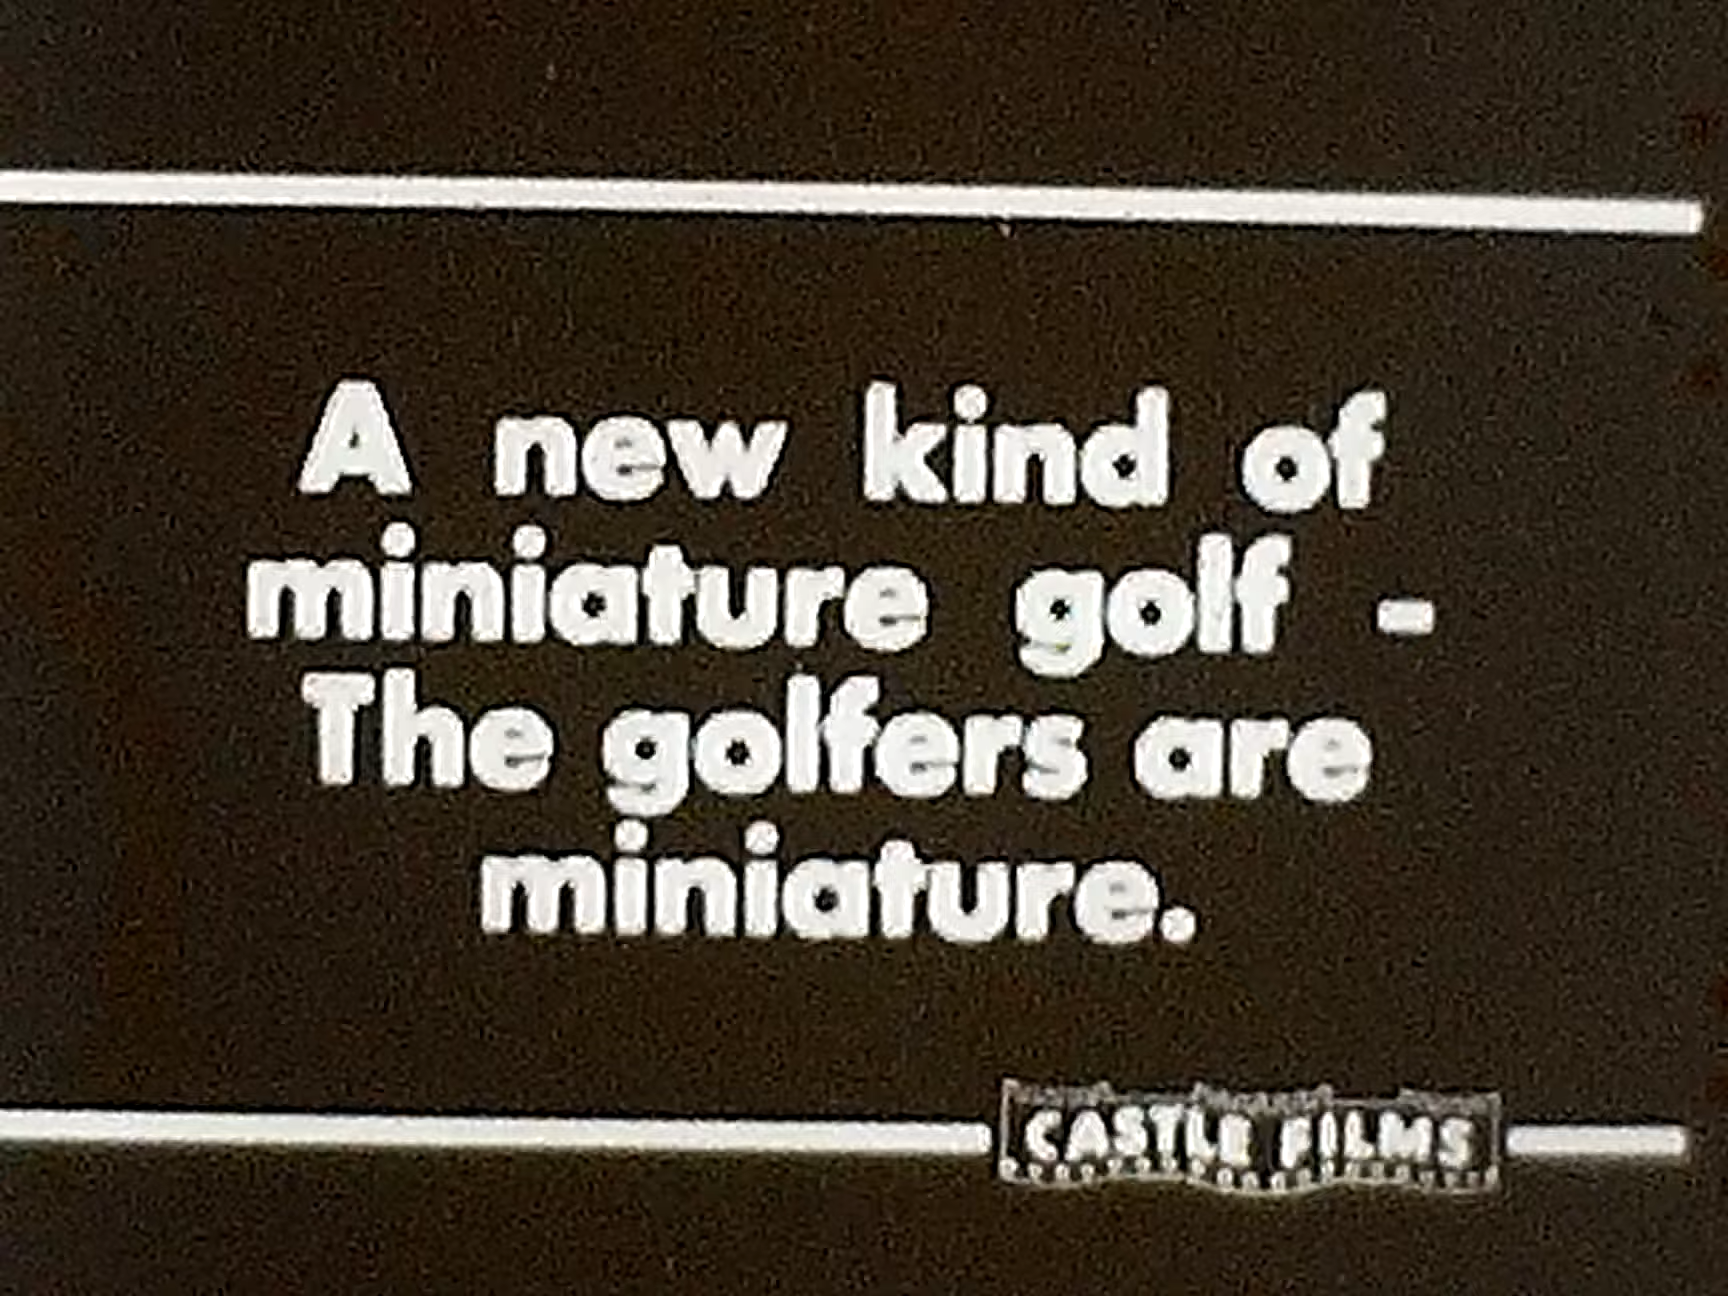 A new kind of
miniature golf -
The golfers are
miniature.
CASTLE FILMS